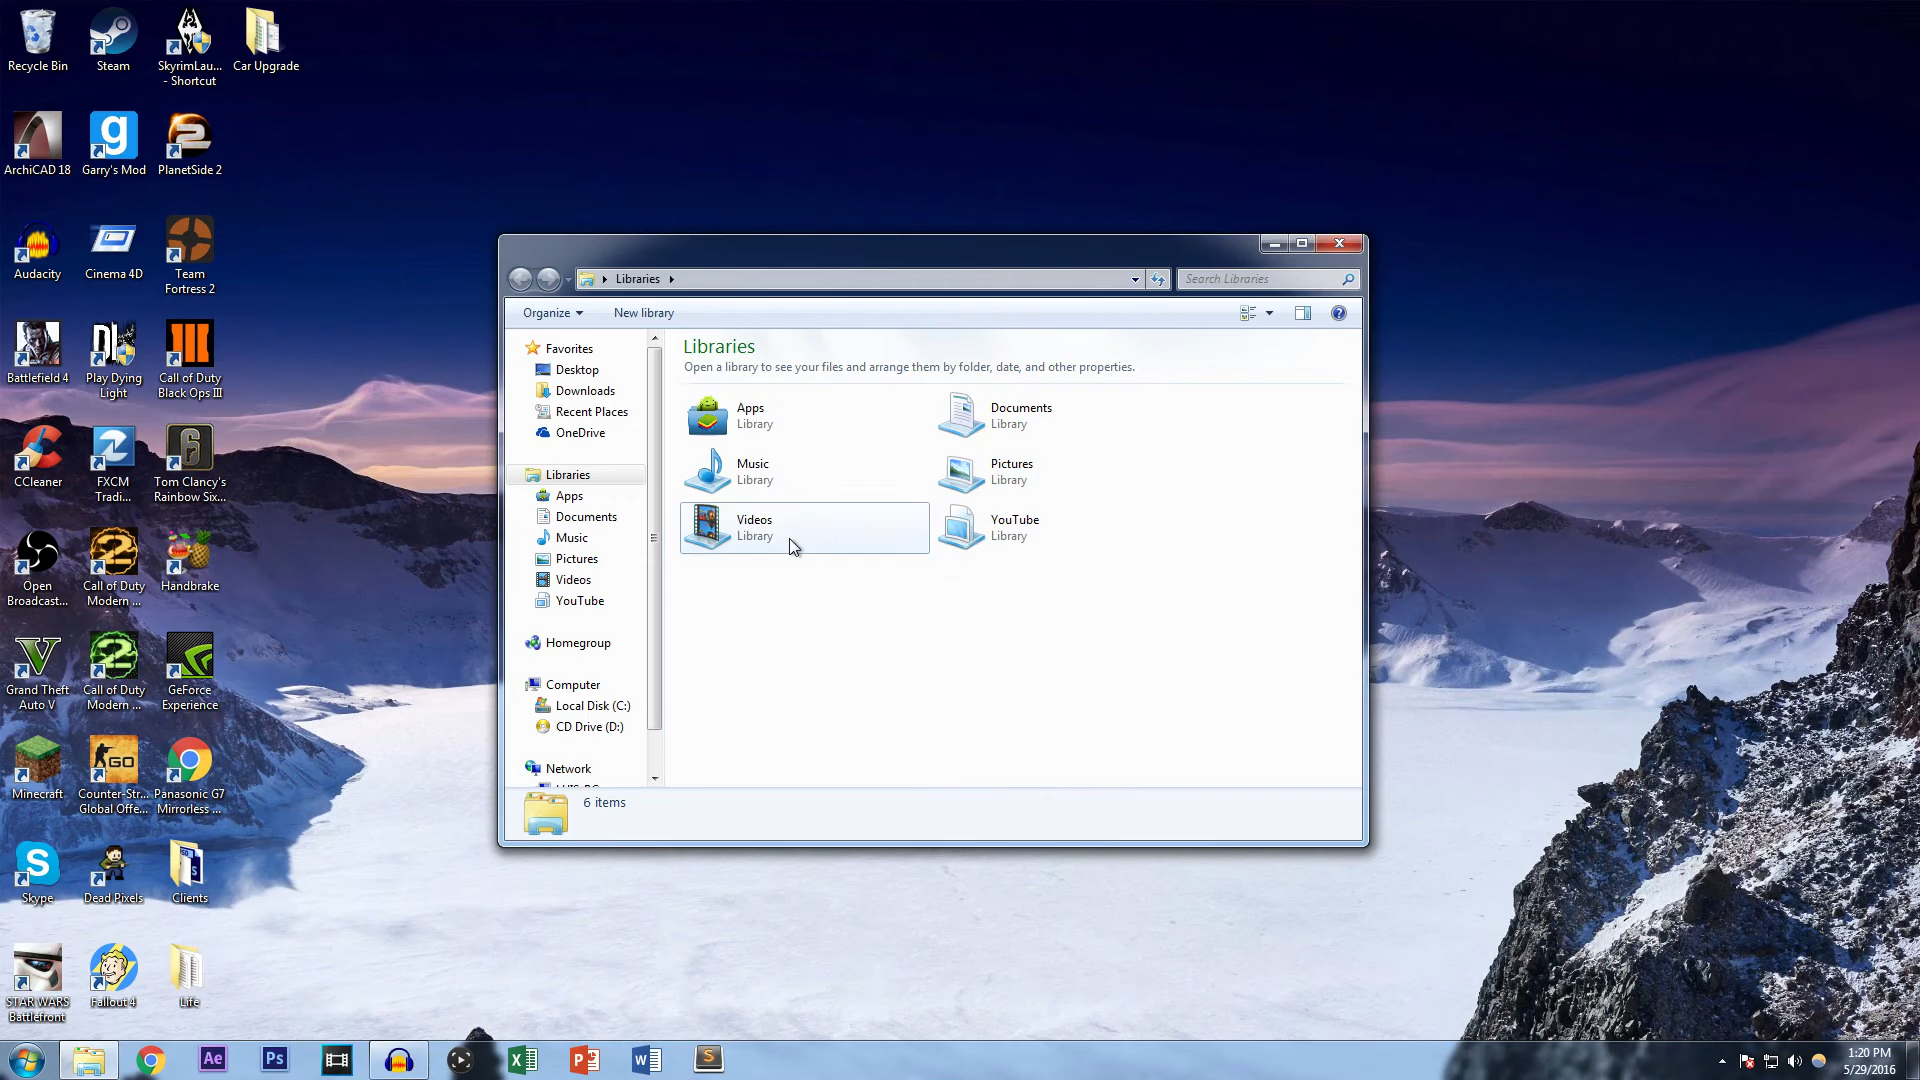 Recycle Bin
Steam
SkyrimLau...
- Shortcut
Car Upgrade
ArchiCAD 18
Garry's Mod
PlanetSide 2
Audacity
Cinema 4D
Team
Fortress 2
Battlefield 4
Play Dying
Light
Call of Duty
Black Ops III
CCleaner
FXCM
Tradi...
Tom Clancy's
Rainbow Six...
Open
Broadcast...
Call of Duty
Modern ...
Handbrake
Grand Theft
Auto V
Call of Duty
Modern ...
GeForce
Experience
Minecraft
Counter-Str...
Global Offe...
Panasonic G7
Mirrorless ...
Skype
Dead Pixels
Clients
STAR WARS
Battlefront
Fallout 4
Life
Libraries
Search Libraries
Organize
New library
Favorites
Desktop
Downloads
Recent Places
OneDrive
Libraries
Apps
Documents
Music
Pictures
Videos
YouTube
Homegroup
Computer
Local Disk (C:)
CD Drive (D:)
Network
Libraries
Open a library to see your files and arrange them by folder, date, and other properties.
Apps
Library
Documents
Library
Music
Library
Pictures
Library
Videos
Library
YouTube
Library
6 items
Ae
Ps
1:20 PM
5/29/2016